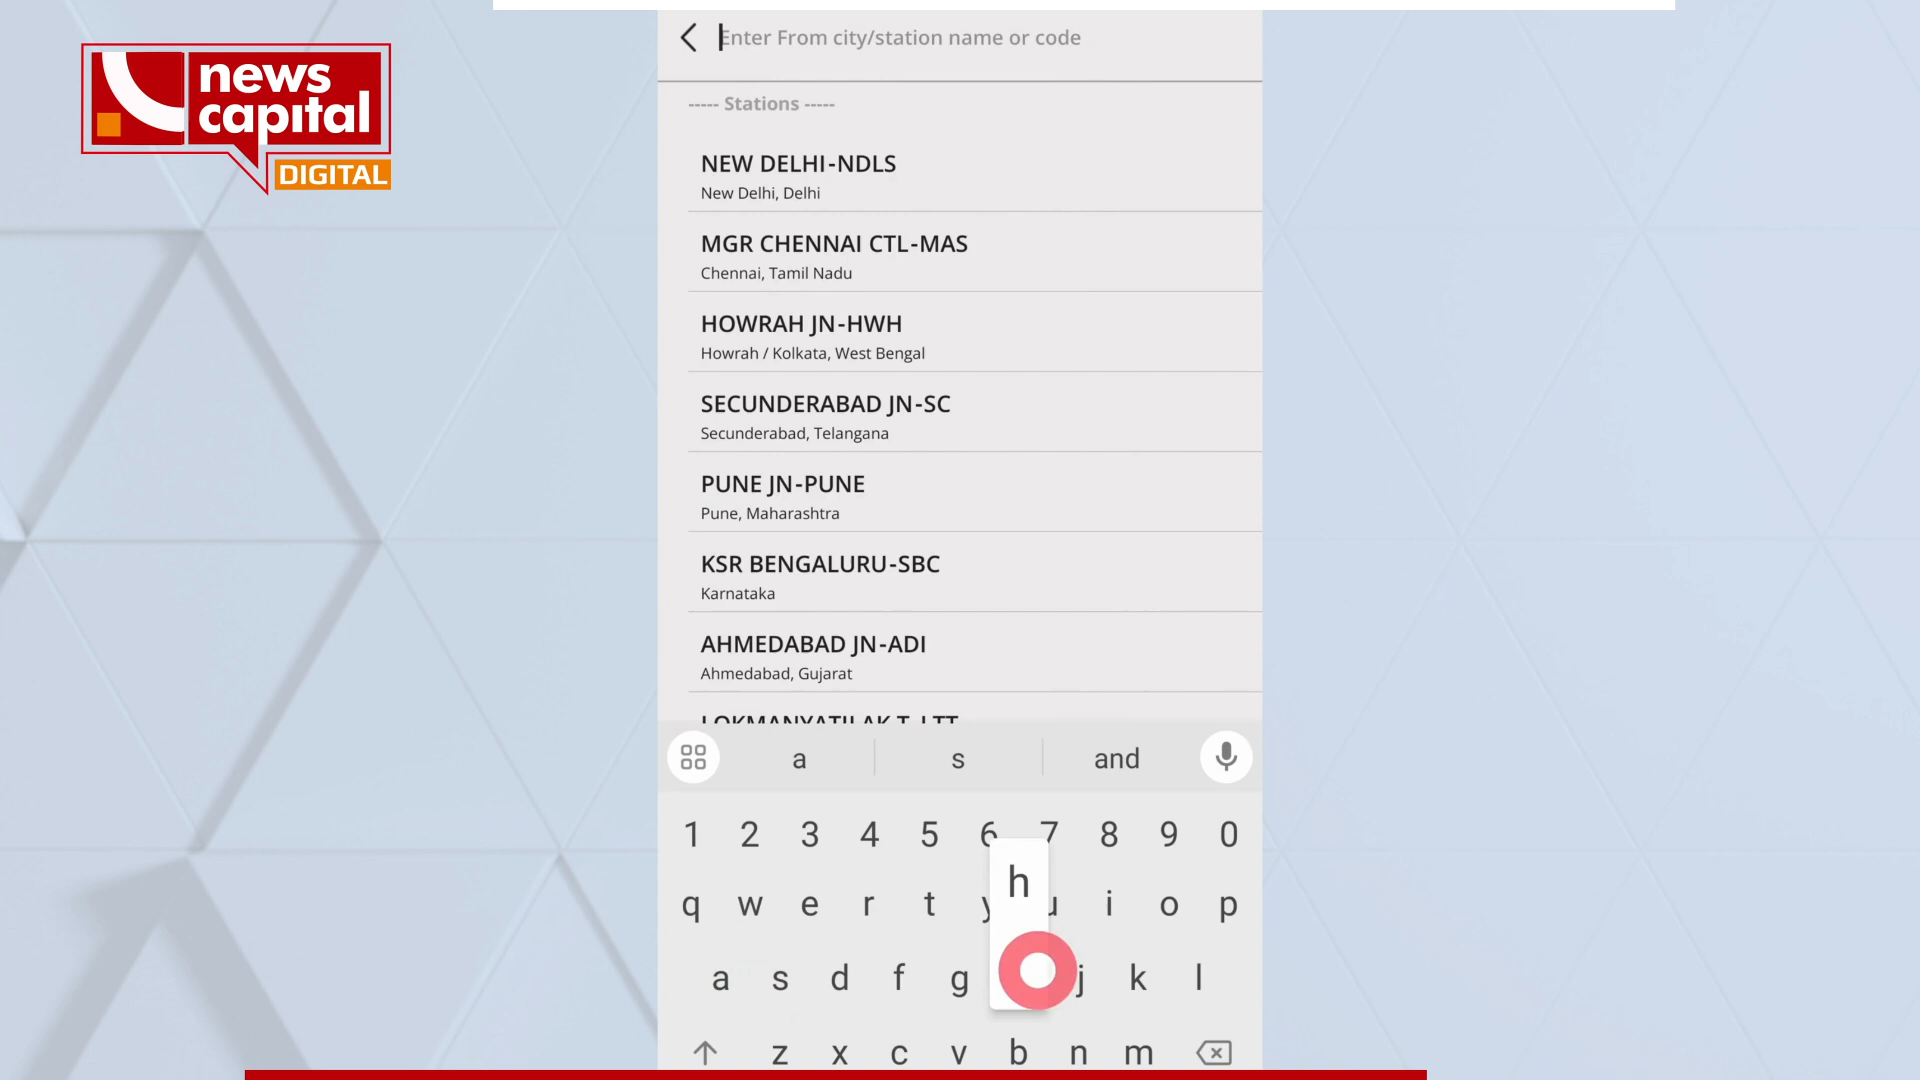 news
capital
DIGITAL
Enter From city/station name or code
----- Stations -----
NEW DELHI-NDLS
New Delhi, Delhi
MGR CHENNAI CTL-MAS
Chennai, Tamil Nadu
HOWRAH JN-HWH
Howrah / Kolkata, West Bengal
SECUNDERABAD JN-SC
Secunderabad, Telangana
PUNE JN-PUNE
Pune, Maharashtra
KSR BENGALURU-SBC
Karnataka
AHMEDABAD JN-ADI
Ahmedabad, Gujarat
LOKMANYATILAK T-LTT
a s and
1 2 3 4 5 6 7 8 9 0
h
q w e r t y u i o p
a s d f g j k l
z x c v b n m